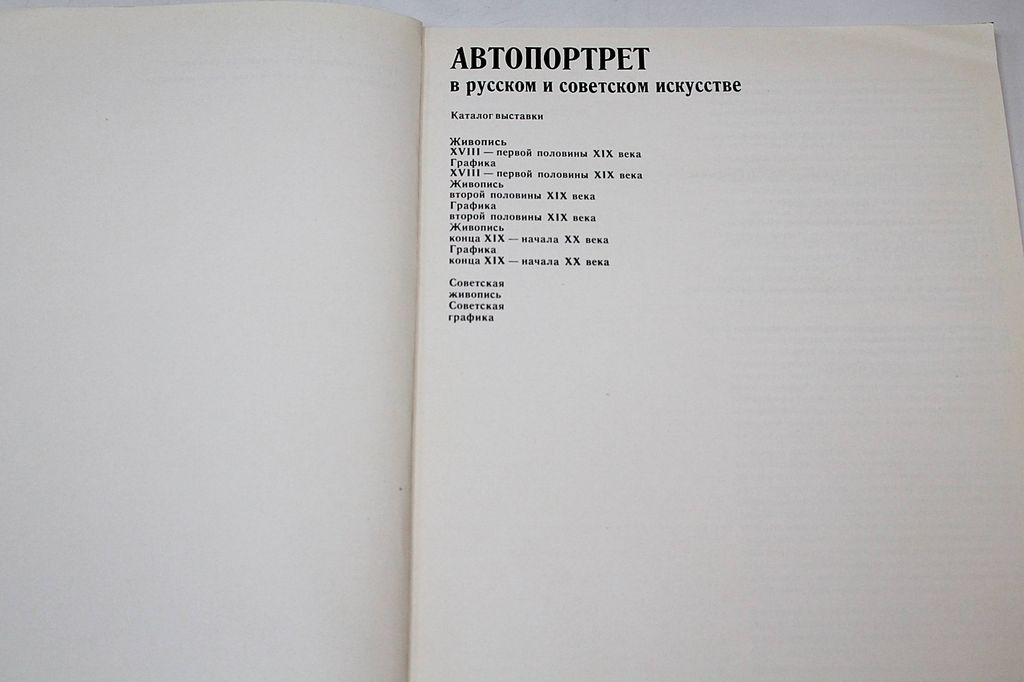 АВТОПОРТРЕТ
в русском и советском искусстве
Каталог выставки
Живопись
XVIII — первой половины XIX века
Графика
XVIII — первой половины XIX века
Живопись
второй половины XIX века
Графика
второй половины XIX века
Живопись
конца XIX — начала XX века
Графика
конца XIX — начала XX века
Советская
живопись
Советская
графика